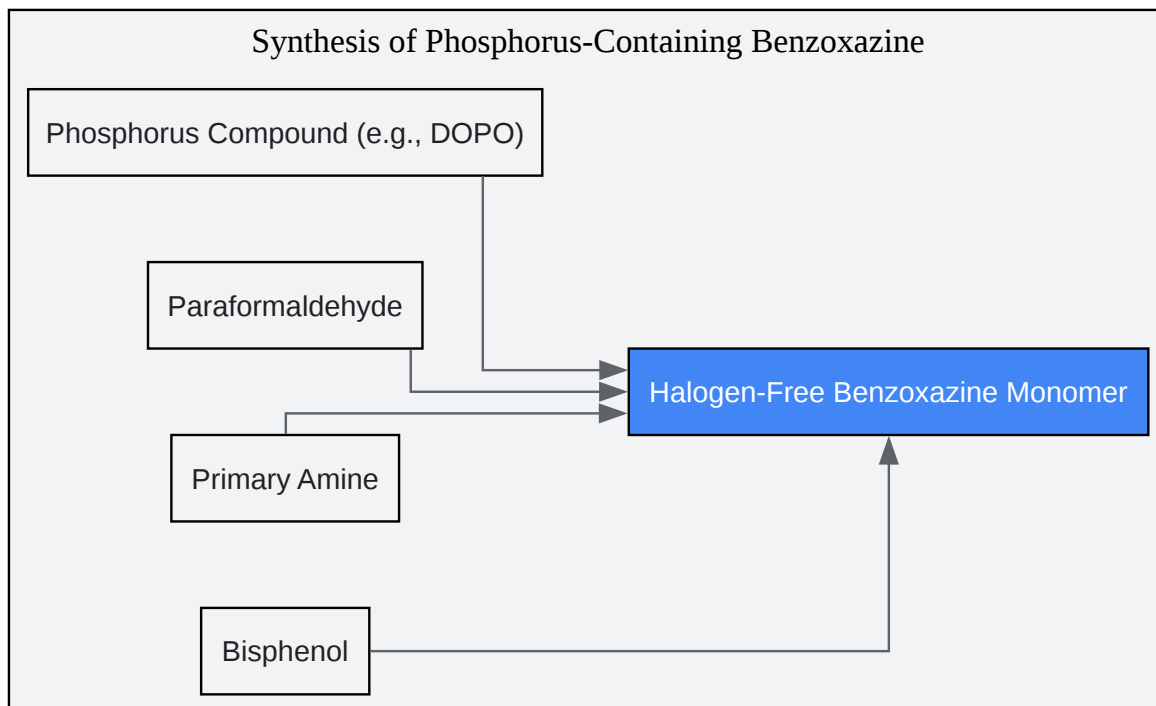 Synthesis of Phosphorus-Containing Benzoxazine
Phosphorus Compound (e.g., DOPO)
Paraformaldehyde
Halogen-Free Benzoxazine Monomer
Primary Amine
Bisphenol